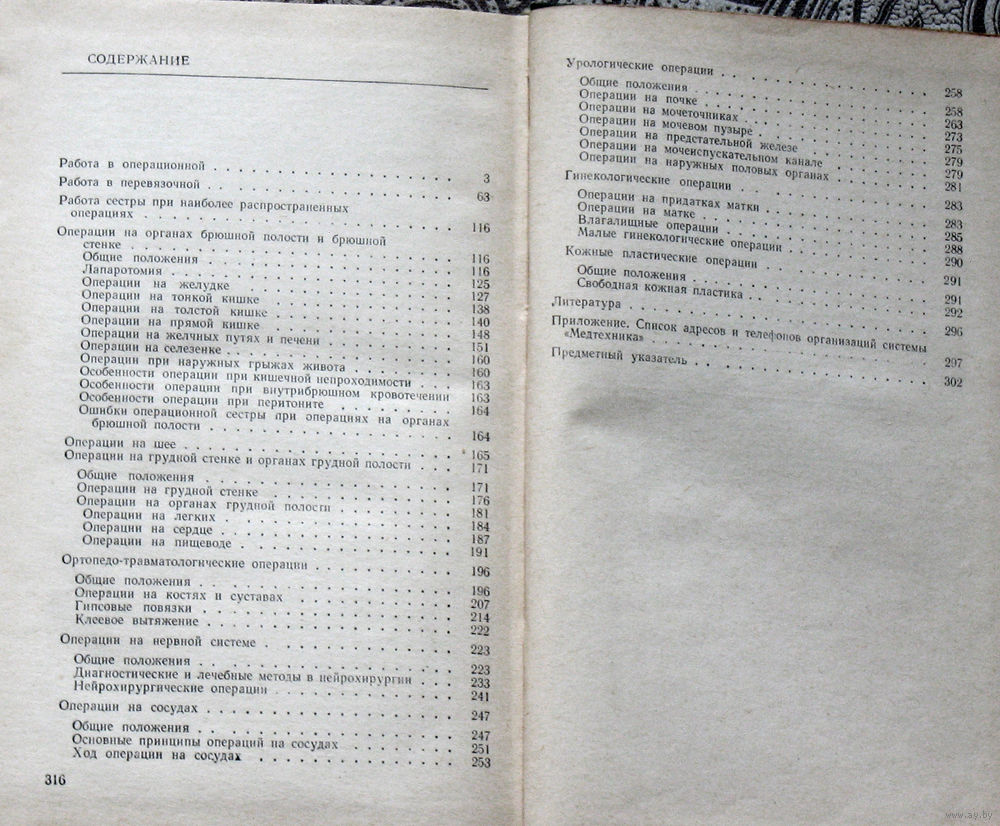 СОДЕРЖАНИЕ
Работа в операционной . . . 3
Работа в перевязочной . . . 63
Работа сестры при наиболее распространенных
операциях . . . 116
Операции на органах брюшной полости и брюшной
стенке . . . 116
Общие положения . . . 116
Лапаротомия . . . 125
Операции на желудке . . . 127
Операции на тонкой кишке . . . 138
Операции на толстой кишке . . . 140
Операции на прямой кишке . . . 148
Операции на желчных путях и печени . . . 151
Операции на селезенке . . . 160
Операции при наружных грыжах живота . . . 160
Особенности операции при кишечной непроходимости . . . 163
Особенности операции при внутрибрюшном кровотечении 163
Особенности операции при перитоните . . . 164
Ошибки операционной сестры при операциях на органах
брюшной полости . . . 164
Операции на шее . . . 165
Операции на грудной стенке и органах грудной полости . . . 171
Общие положения . . . 171
Операции на грудной стенке . . . 176
Операции на органах грудной полости . . . 181
Операции на легких . . . 184
Операции на сердце . . . 187
Операции на пищеводе . . . 191
Ортопедо-травматологические операции . . . 196
Общие положения . . . 196
Операции на костях и суставах . . . 207
Гипсовые повязки . . . 214
Клеевое вытяжение . . . 222
Операции на нервной системе . . . 223
Общие положения . . . 223
Диагностические и лечебные методы в нейрохирургии . . . 233
Нейрохирургические операции . . . 241
Операции на сосудах . . . 247
Общие положения . . . 247
Основные принципы операций на сосудах . . . 251
Ход операции на сосудах . . . 253
316
Урологические операции . . . 258
Общие положения . . . 258
Операции на почке . . . 263
Операции на мочеточниках . . . 273
Операции на мочевом пузыре . . . 275
Операции на предстательной железе . . . 279
Операции на мочеиспускательном канале . . . 279
Операции на наружных половых органах . . . 281
Гинекологические операции . . . 283
Операции на придатках матки . . . 283
Операции на матке . . . 285
Влагалищные операции . . . 288
Малые гинекологические операции . . . 290
Кожные пластические операции . . . 291
Общие положения . . . 291
Свободная кожная пластика . . . 292
Литература . . . 296
Приложение. Список адресов и телефонов организаций системы
«Медтехника» . . . 297
Предметный указатель . . . 302
www.ay.by